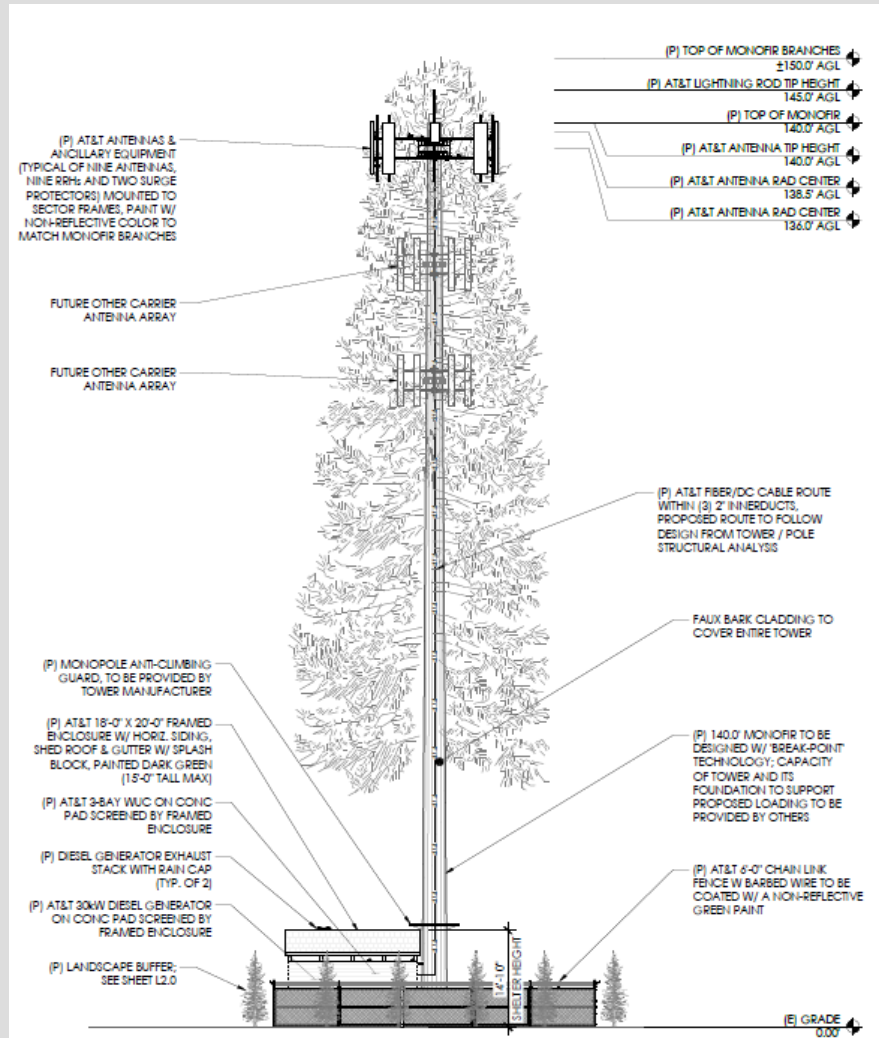 (P) TOP OF MONOFIR BRANCHES
±150.0' AGL
(P) AT&T LIGHTNING ROD TIP HEIGHT
145.0' AGL
(P) TOP OF MONOFIR
140.0' AGL
(P) AT&T ANTENNA TIP HEIGHT
140.0' AGL
(P) AT&T ANTENNA RAD CENTER
138.5' AGL
(P) AT&T ANTENNA RAD CENTER
136.0' AGL
(P) AT&T ANTENNAS &
ANCILLARY EQUIPMENT
(TYPICAL OF NINE ANTENNAS,
NINE RRHs AND TWO SURGE
PROTECTORS) MOUNTED TO
SECTOR FRAMES, PAINT W/
NON-REFLECTIVE COLOR TO
MATCH MONOFIR BRANCHES
FUTURE OTHER CARRIER
ANTENNA ARRAY
FUTURE OTHER CARRIER
ANTENNA ARRAY
(P) AT&T FIBER/DC CABLE ROUTE
WITHIN (3) 2" INNERDUCTS,
PROPOSED ROUTE TO FOLLOW
DESIGN FROM TOWER / POLE
STRUCTURAL ANALYSIS
FAUX BARK CLADDING TO
COVER ENTIRE TOWER
(P) MONOPOLE ANTI-CLIMBING
GUARD, TO BE PROVIDED BY
TOWER MANUFACTURER
(P) AT&T 18'-0" X 20'-0" FRAMED
ENCLOSURE W/ HORIZ. SIDING,
SHED ROOF & GUTTER W/ SPLASH
BLOCK, PAINTED DARK GREEN
(15'-0" TALL MAX)
(P) AT&T 3-BAY WUC ON CONC
PAD SCREENED BY FRAMED
ENCLOSURE
(P) DIESEL GENERATOR EXHAUST
STACK WITH RAIN CAP
(TYP. OF 2)
(P) AT&T 30kW DIESEL GENERATOR
ON CONC PAD SCREENED BY
FRAMED ENCLOSURE
(P) LANDSCAPE BUFFER;
SEE SHEET L2.0
(P) 140.0' MONOFIR TO BE
DESIGNED W/ 'BREAK-POINT'
TECHNOLOGY; CAPACITY
OF TOWER AND ITS
FOUNDATION TO SUPPORT
PROPOSED LOADING TO BE
PROVIDED BY OTHERS
(P) AT&T 6'-0" CHAIN LINK
FENCE W BARBED WIRE TO BE
COATED W/ A NON-REFLECTIVE
GREEN PAINT
14'-10"
SHELTER HEIGHT
(E) GRADE
0.00'